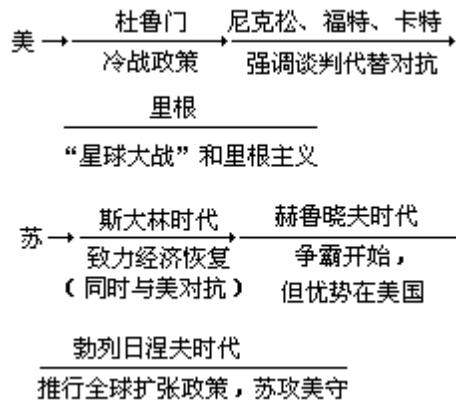 美 → 杜鲁门 → 尼克松、福特、卡特 →
冷战政策 强调谈判代替对抗
里根
“星球大战”和里根主义
斯大林时代 赫鲁晓夫时代
苏 → →
致力经济恢复 争霸开始，
（同时与美对抗） 但优势在美国
勃列日涅夫时代
推行全球扩张政策，苏攻美守